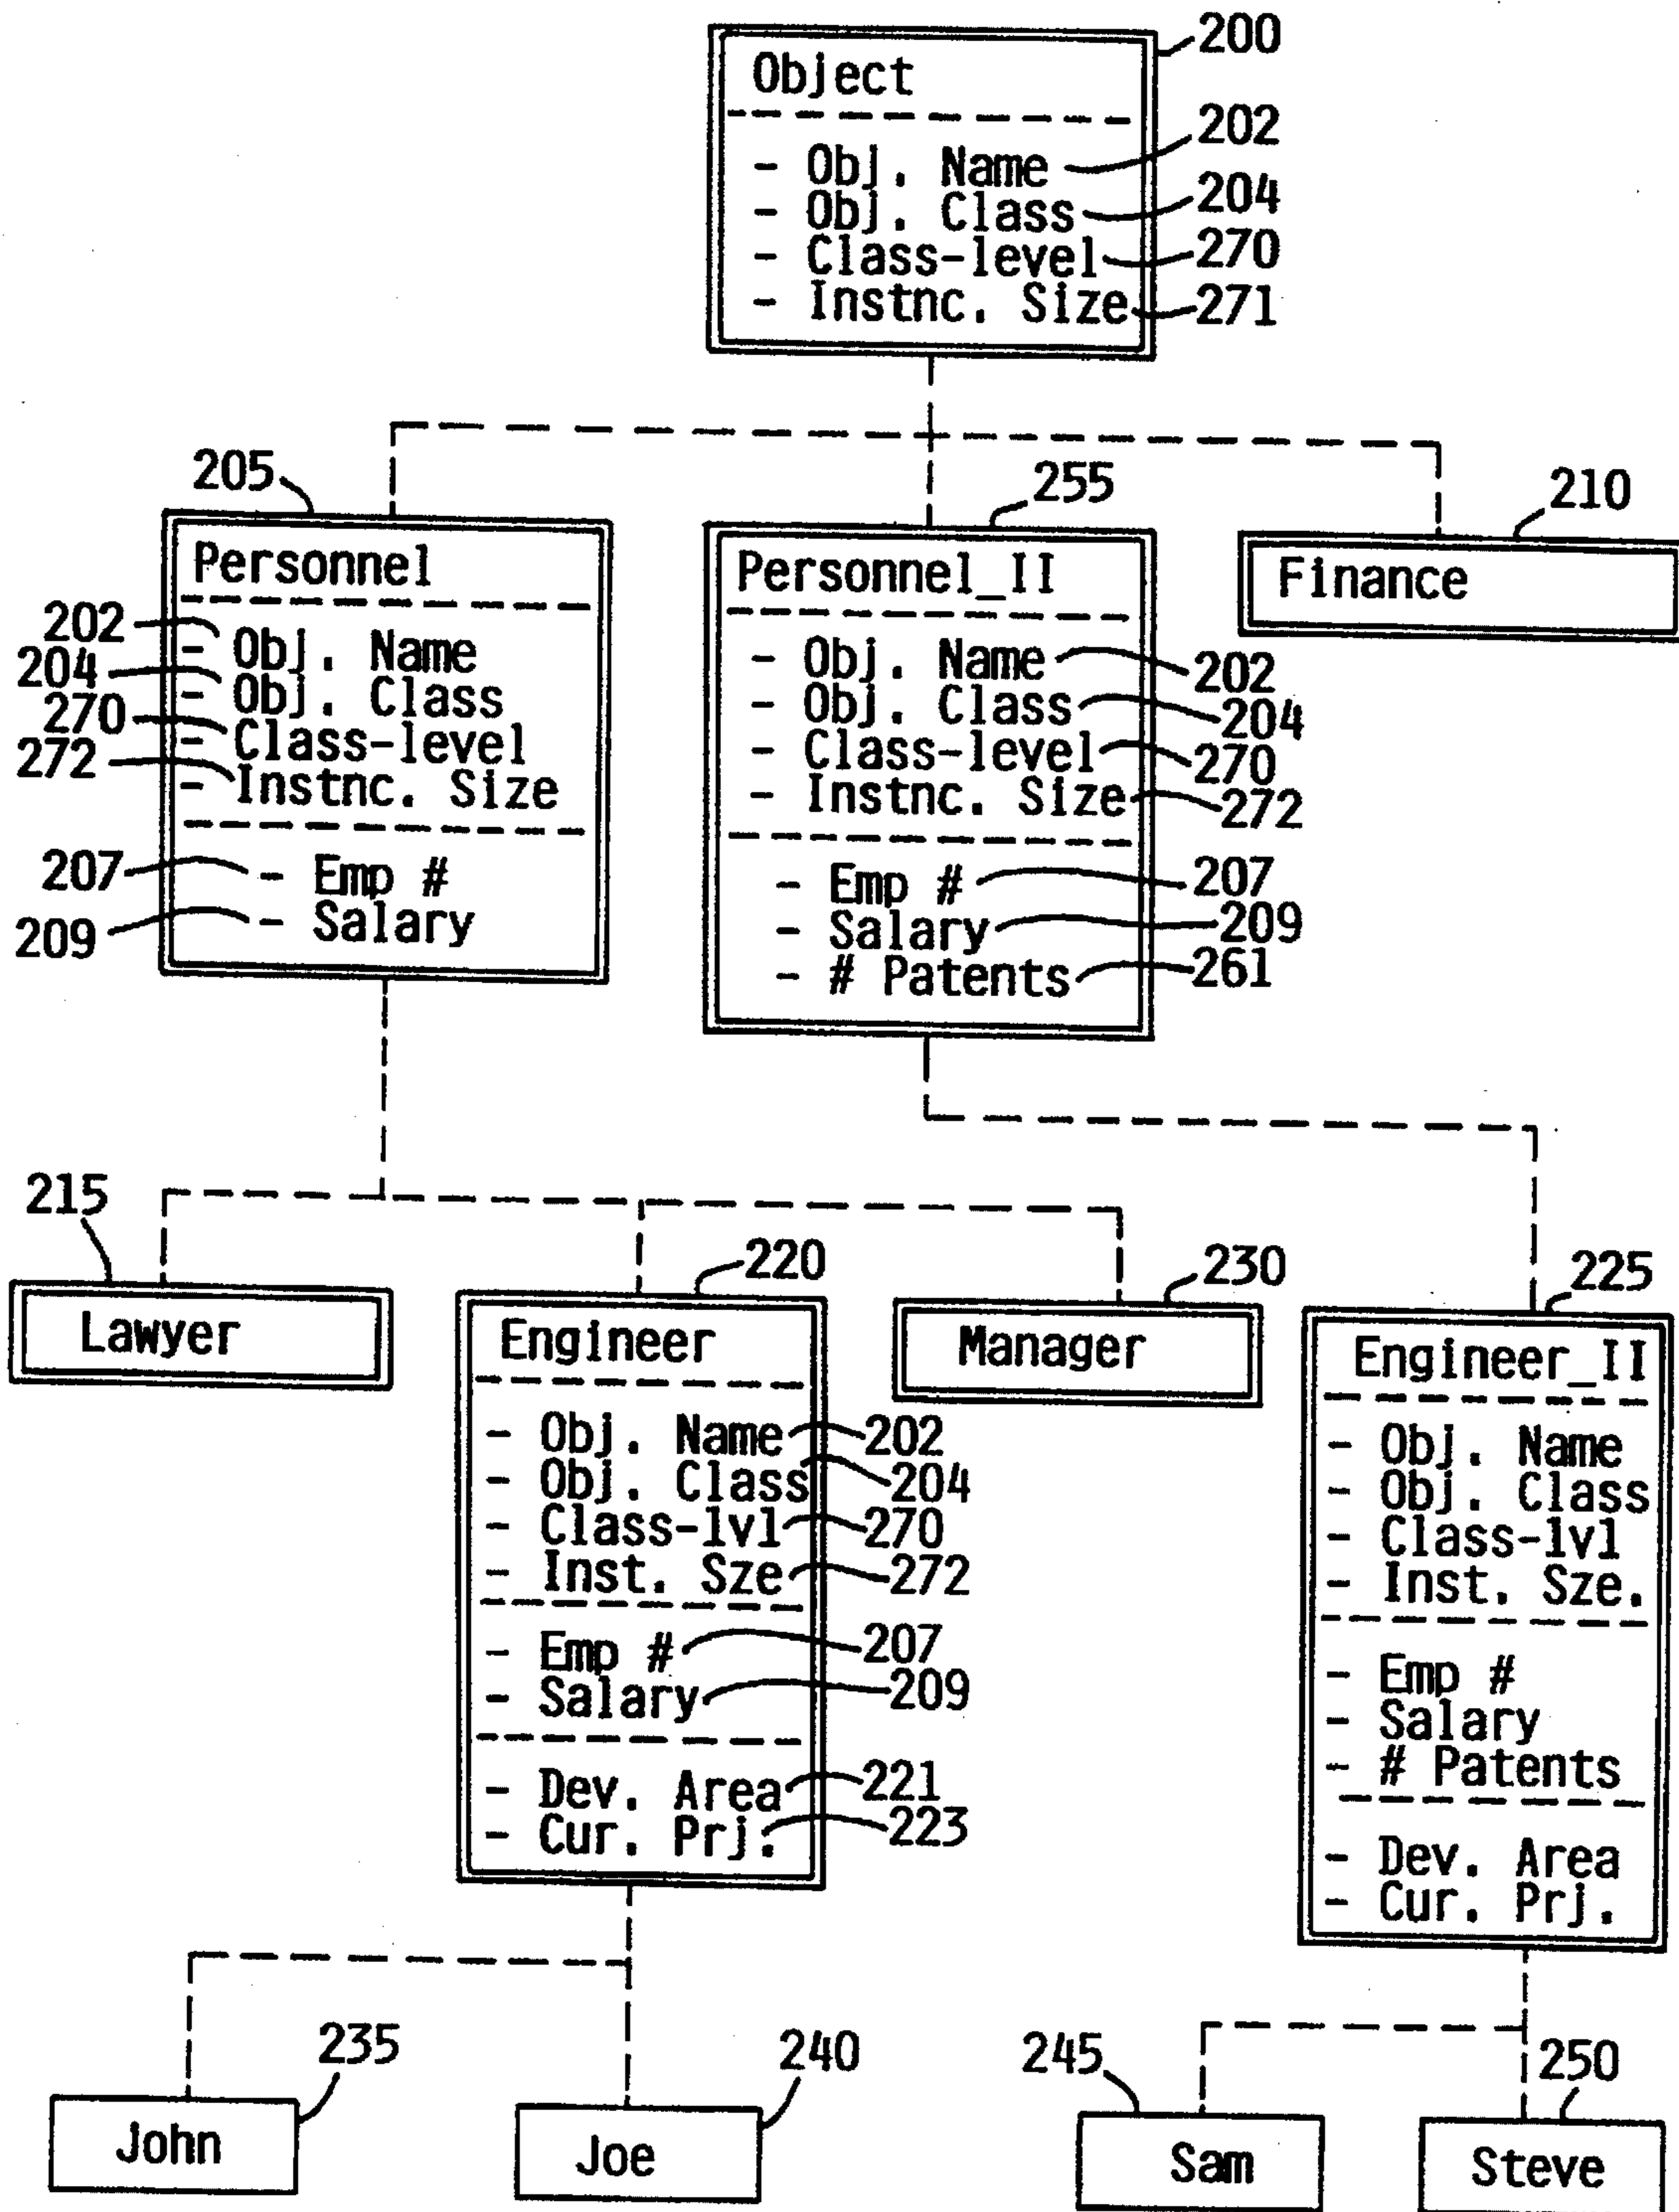 200
Object
- Obj. Name 202
- Obj. Class 204
- Class-level 270
- Instnc. Size 271
205
Personnel
202 - Obj. Name
204 - Obj. Class
270 - Class-level
272 - Instnc. Size
207 - Emp #
209 - Salary
255
Personnel_II
- Obj. Name 202
- Obj. Class 204
- Class-level 270
- Instnc. Size 272
- Emp # 207
- Salary 209
- # Patents 261
210
Finance
215
Lawyer
220
Engineer
- Obj. Name 202
- Obj. Class 204
- Class-lvl 270
- Inst. Sze 272
- Emp # 207
- Salary 209
- Dev. Area 221
- Cur. Prj. 223
230
Manager
225
Engineer_II
- Obj. Name
- Obj. Class
- Class-lvl
- Inst. Sze.
- Emp #
- Salary
- # Patents
- Dev. Area
- Cur. Prj.
235
John
240
Joe
245
Sam
250
Steve